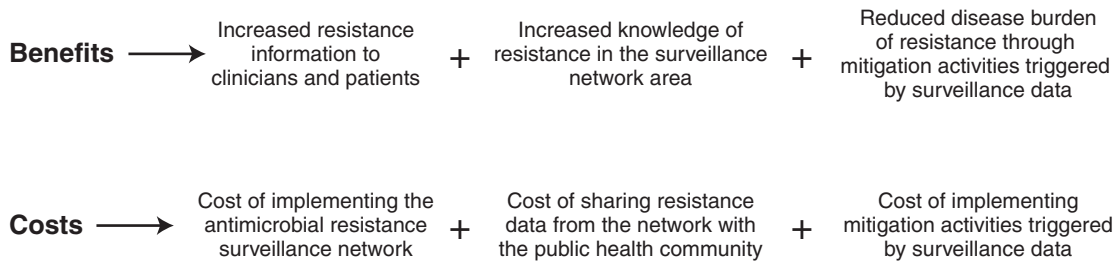 Benefits
Increased resistance
information to
clinicians and patients
+
Increased knowledge of
resistance in the surveillance
network area
+
Reduced disease burden
of resistance through
mitigation activities triggered
by surveillance data
Costs
Cost of implementing the
antimicrobial resistance
surveillance network
+
Cost of sharing resistance
data from the network with
the public health community
+
Cost of implementing
mitigation activities triggered
by surveillance data